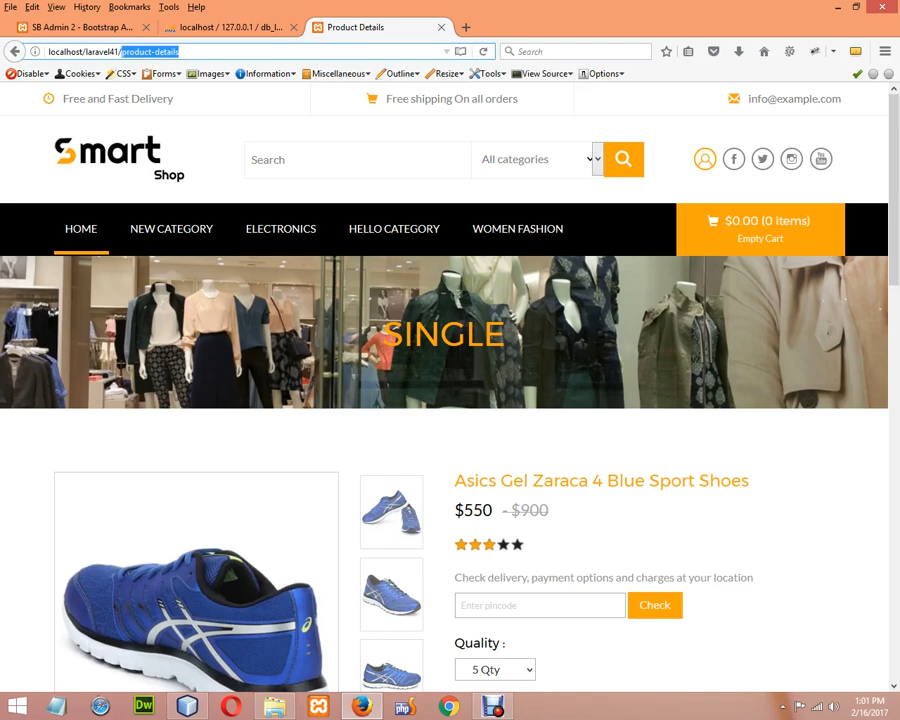 File Edit View History Bookmarks Tools Help
SB Admin 2 - Bootstrap A...
localhost / 127.0.0.1 / db_l...
Product Details
localhost/laravel41/product-details
Search
Disable Cookies CSS Forms Images Information Miscellaneous Outline Resize Tools View Source Options
Free and Fast Delivery
Free shipping On all orders
info@example.com
Smart
Shop
Search
All categories
You
Tube
HOME
NEW CATEGORY
ELECTRONICS
HELLO CATEGORY
WOMEN FASHION
$0.00 (0 items)
Empty Cart
SINGLE
Asics Gel Zaraca 4 Blue Sport Shoes
$550 - $900
Check delivery, payment options and charges at your location
Enter pincode
Check
Quality :
5 Qty
Dw
php
1:01 PM
2/16/2017